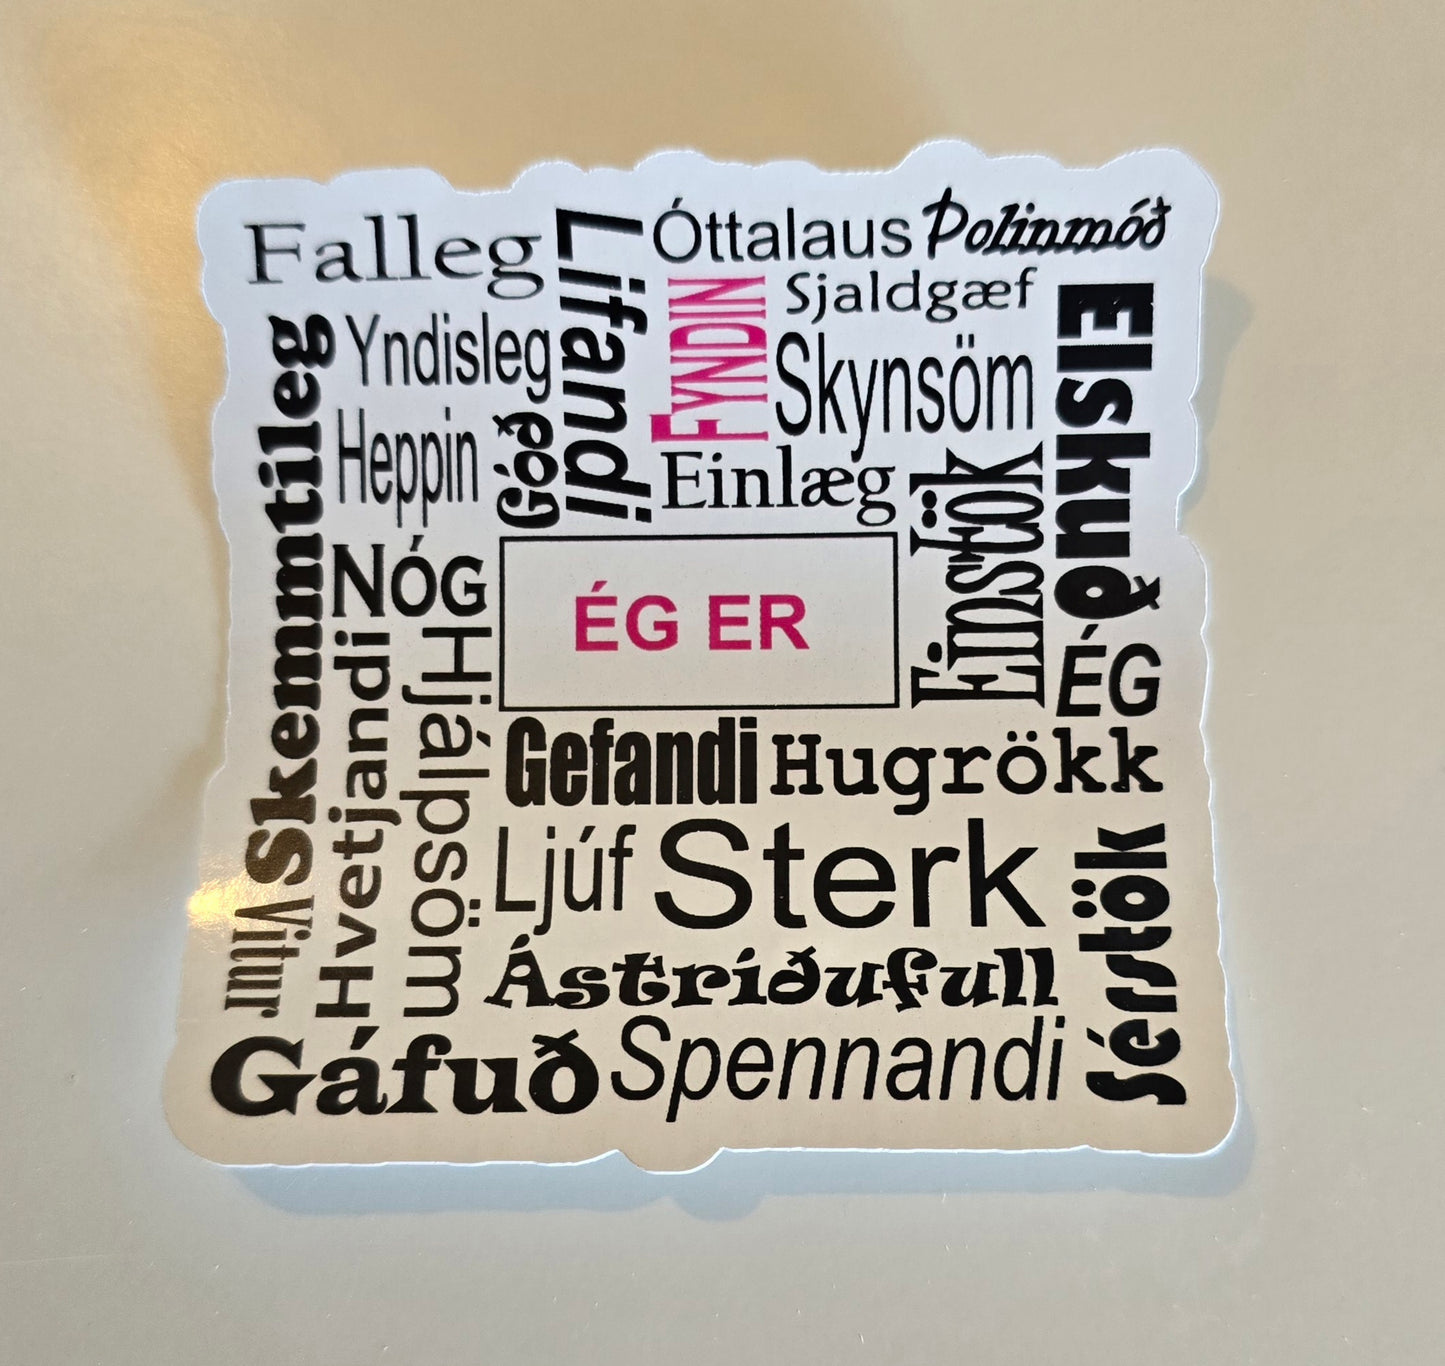 Falleg
Lifandi
Óttalaus
Þolinmóð
FYNDIN
Sjaldgæf
Elskuð
Skemmtileg
Yndisleg
Skynsöm
Heppin
Góð
Einlæg
Einstök
NÓG
ÉG ER
ÉG
Hvetjandi
Hjálpsöm
Gefandi
Hugrökk
Ljúf
Sterk
Sérstök
Vitur
Ástríðufull
Gáfuð
Spennandi